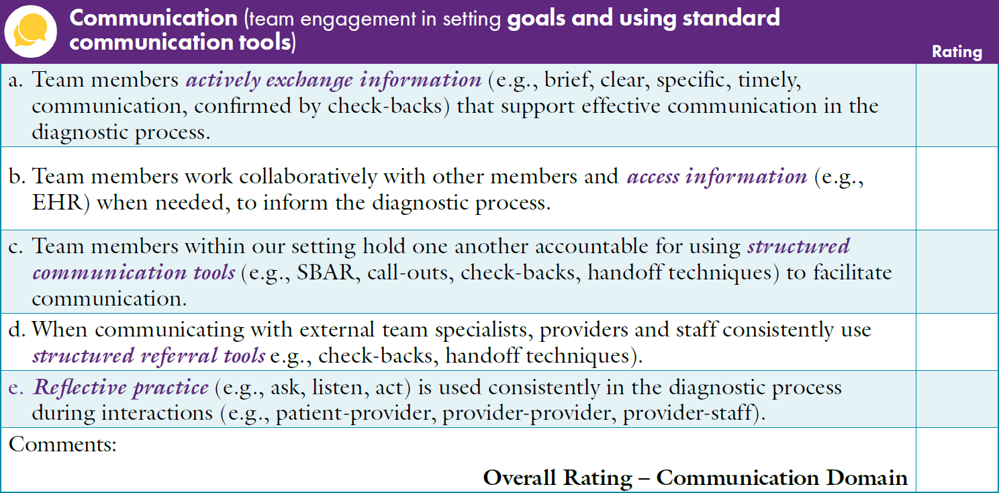 Communication (team engagement in setting goals and using standard
communication tools)
Rating
a. Team members actively exchange information (e.g., brief, clear, specific, timely,
communication, confirmed by check-backs) that support effective communication in the
diagnostic process.
b. Team members work collaboratively with other members and access information (e.g.,
EHR) when needed, to inform the diagnostic process.
c. Team members within our setting hold one another accountable for using structured
communication tools (e.g., SBAR, call-outs, check-backs, handoff techniques) to facilitate
communication.
d. When communicating with external team specialists, providers and staff consistently use
structured referral tools e.g., check-backs, handoff techniques).
e. Reflective practice (e.g., ask, listen, act) is used consistently in the diagnostic process
during interactions (e.g., patient-provider, provider-provider, provider-staff).
Comments:
Overall Rating – Communication Domain